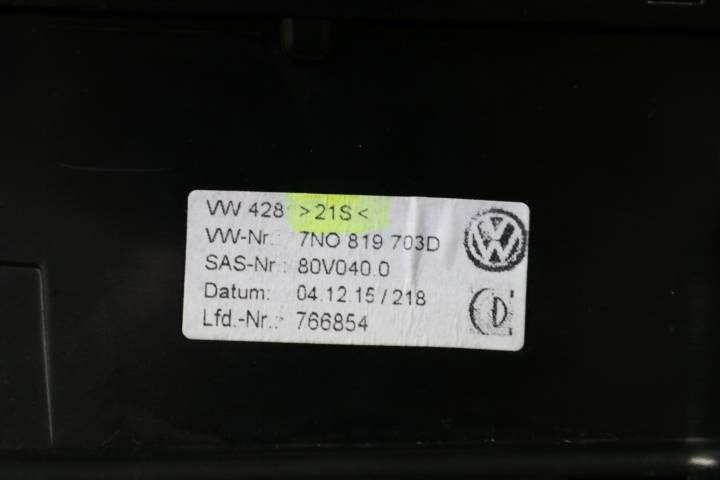 VW 428 >21S<
VW-Nr.: 7N0 819 703D
SAS-Nr.: 80V040.0
Datum: 04.12.15/218
Lfd.-Nr.: 766854